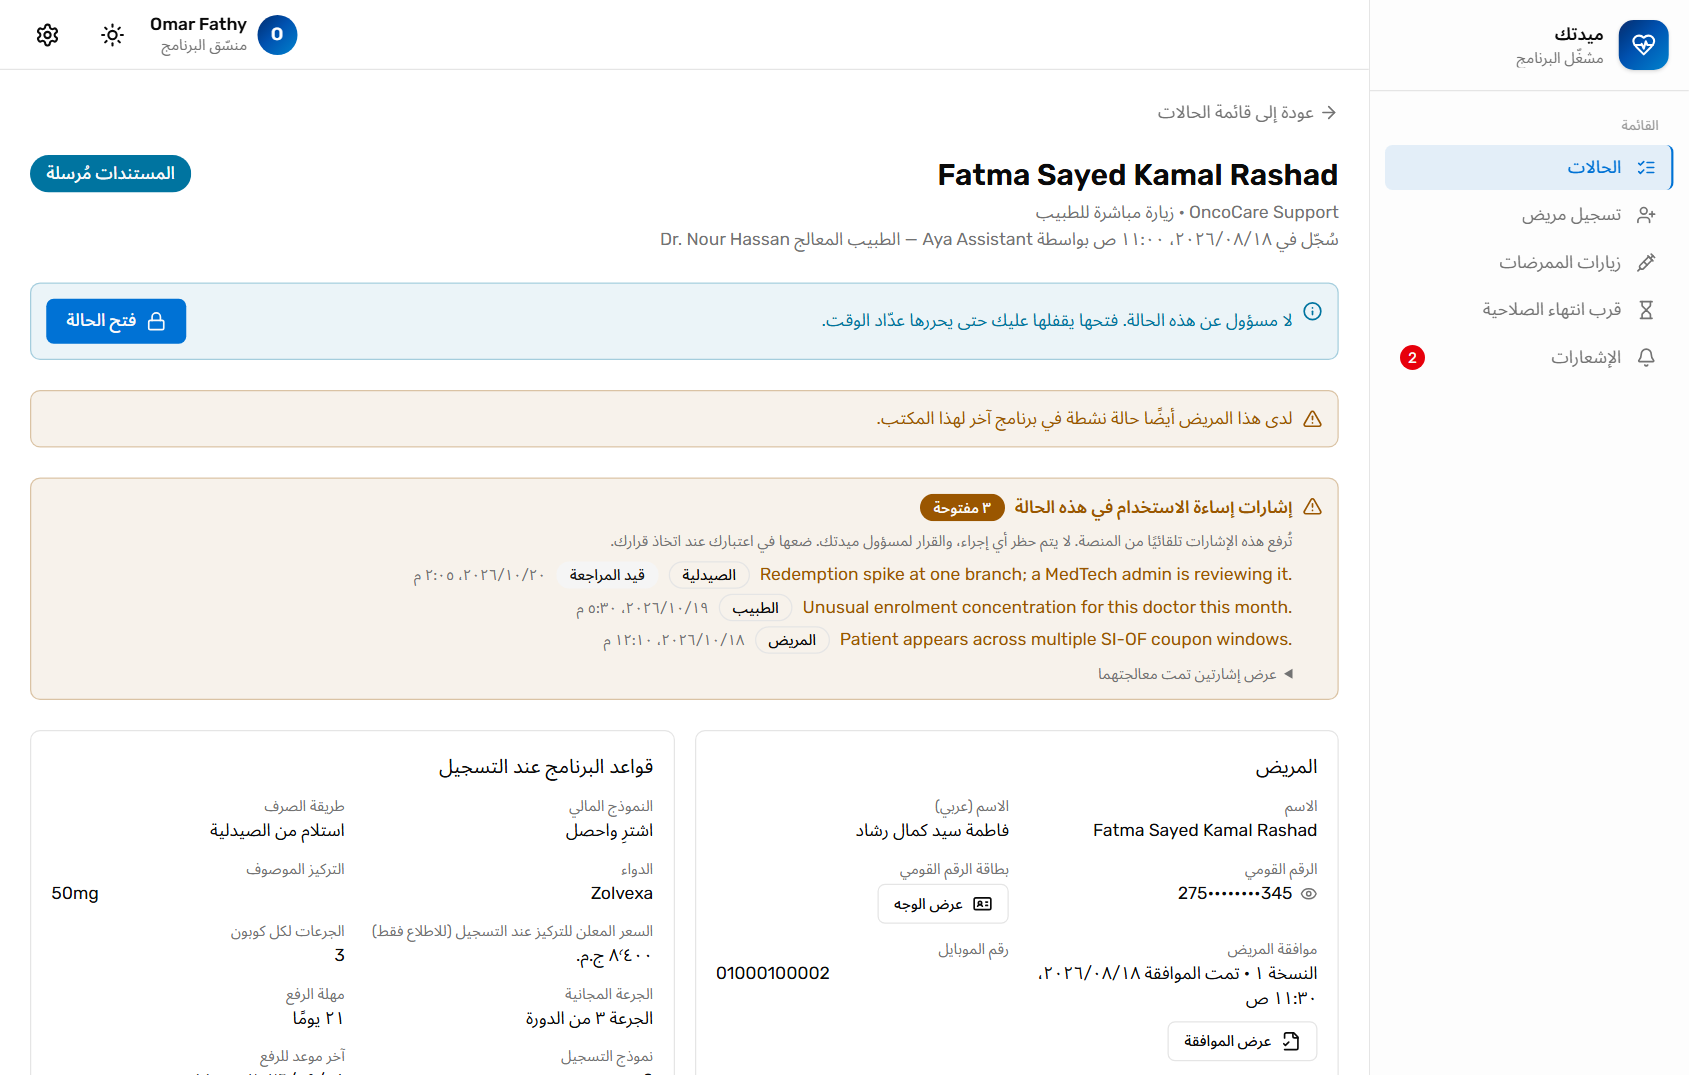 ميدتك
مشغّل البرنامج
القائمة
الحالات
تسجيل مريض
زيارات الممرضات
قرب انتهاء الصلاحية
الإشعارات
2
O
Omar Fathy
منسّق البرنامج
عودة إلى قائمة الحالات
Fatma Sayed Kamal Rashad
المستندات مُرسلة
OncoCare Support • زيارة مباشرة للطبيب
سُجّل في ٢٠٢٦/٠٨/١٨، ١١:٠٠ ص بواسطة Aya Assistant — الطبيب المعالج Dr. Nour Hassan
لا مسؤول عن هذه الحالة. فتحها يقفلها عليك حتى يحررها عدّاد الوقت.
فتح الحالة
لدى هذا المريض أيضًا حالة نشطة في برنامج آخر لهذا المكتب.
إشارات إساءة الاستخدام في هذه الحالة
٣ مفتوحة
تُرفع هذه الإشارات تلقائيًا من المنصة. لا يتم حظر أي إجراء، والقرار لمسؤول ميدتك. ضعها في اعتبارك عند اتخاذ قرارك.
Redemption spike at one branch; a MedTech admin is reviewing it. الصيدلية قيد المراجعة ٢٠٢٦/١٠/٢٠، ٢:٠٥ م
Unusual enrolment concentration for this doctor this month. الطبيب ٢٠٢٦/١٠/١٩، ٥:٣٠ م
Patient appears across multiple SI-OF coupon windows. المريض ٢٠٢٦/١٠/١٨، ١٢:١٠ م
عرض إشارتين تمت معالجتهما
المريض
الاسم
Fatma Sayed Kamal Rashad
الاسم (عربي)
فاطمة سيد كمال رشاد
الرقم القومي
275••••••••345
بطاقة الرقم القومي
عرض الوجه
موافقة المريض
النسخة ١ • تمت الموافقة ٢٠٢٦/٠٨/١٨،
١١:٣٠ ص
عرض الموافقة
رقم الموبايل
01000100002
قواعد البرنامج عند التسجيل
النموذج المالي
اشترِ واحصل
طريقة الصرف
استلام من الصيدلية
الدواء
Zolvexa
التركيز الموصوف
50mg
السعر المعلن للتركيز عند التسجيل (للاطلاع فقط)
٨٬٤٠٠ ج.م.
الجرعات لكل كوبون
3
الجرعة المجانية
الجرعة ٣ من الدورة
مهلة الرفع
٢١ يومًا
نموذج التسجيل
آخر موعد للرفع